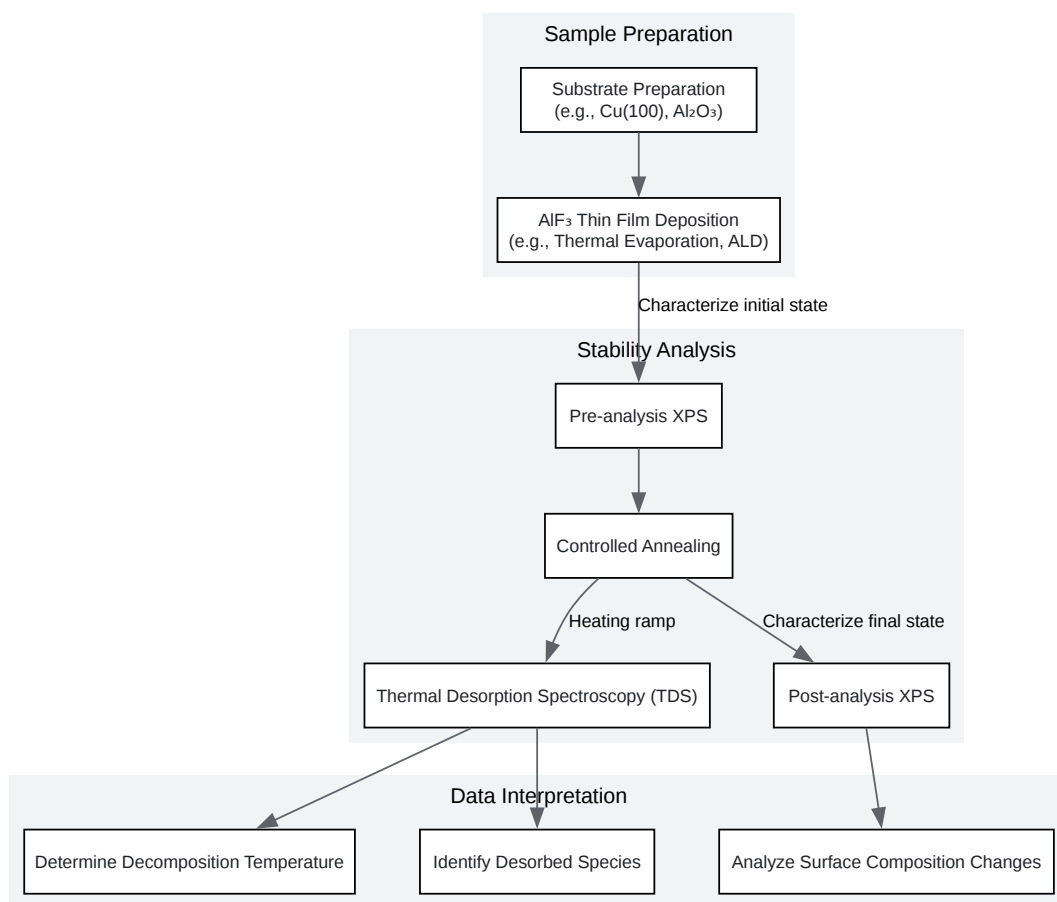 Sample Preparation
Substrate Preparation
(e.g., Cu(100), Al₂O₃)
AlF₃ Thin Film Deposition
(e.g., Thermal Evaporation, ALD)
Characterize initial state
Stability Analysis
Pre-analysis XPS
Controlled Annealing
Heating ramp
Characterize final state
Thermal Desorption Spectroscopy (TDS)
Post-analysis XPS
Data Interpretation
Determine Decomposition Temperature
Identify Desorbed Species
Analyze Surface Composition Changes